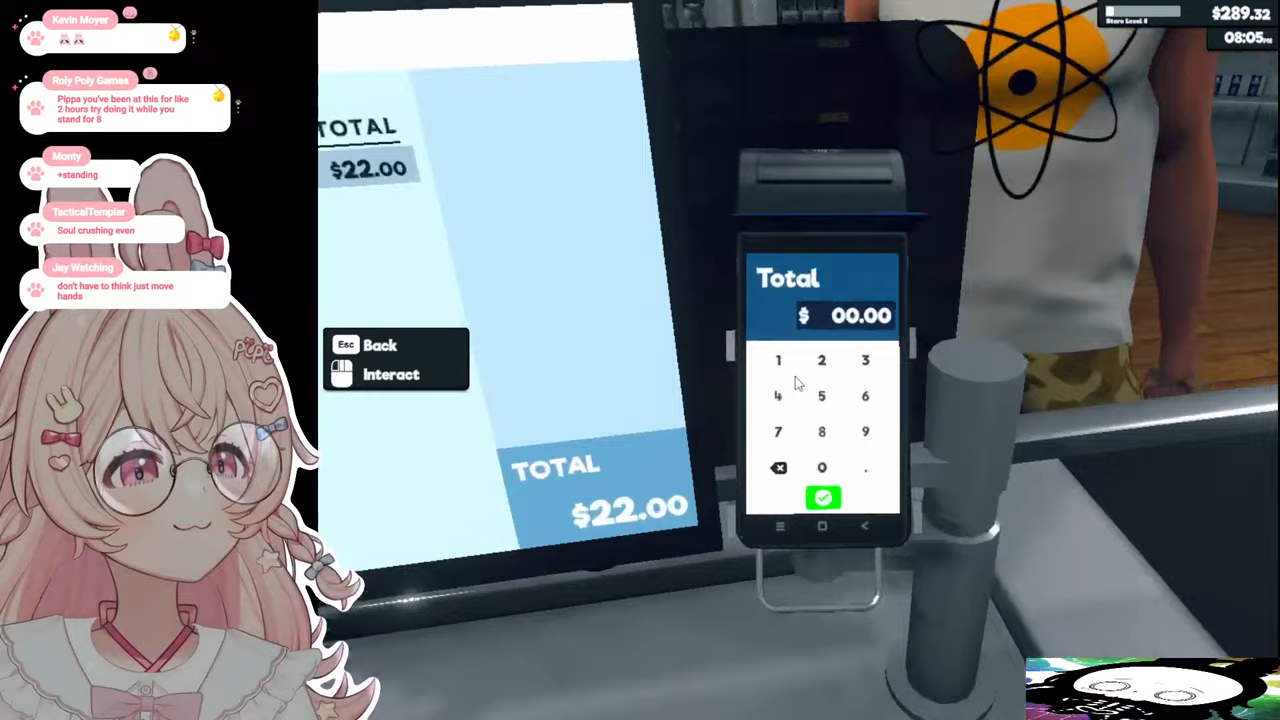 Kevin Moyer
Roly Poly Games
Pippa you've been at this for like
2 hours try doing it while you
stand for 8
Monty
+standing
TacticalTemplar
Soul crushing even
Jay Watching
don't have to think just move
hands
PiPi
TOTAL
$22.00
Esc Back
Interact
TOTAL
$22.00
Total
$ 00.00
1 2 3
4 5 6
7 8 9
0 .
$289.32
Store Level
08:05